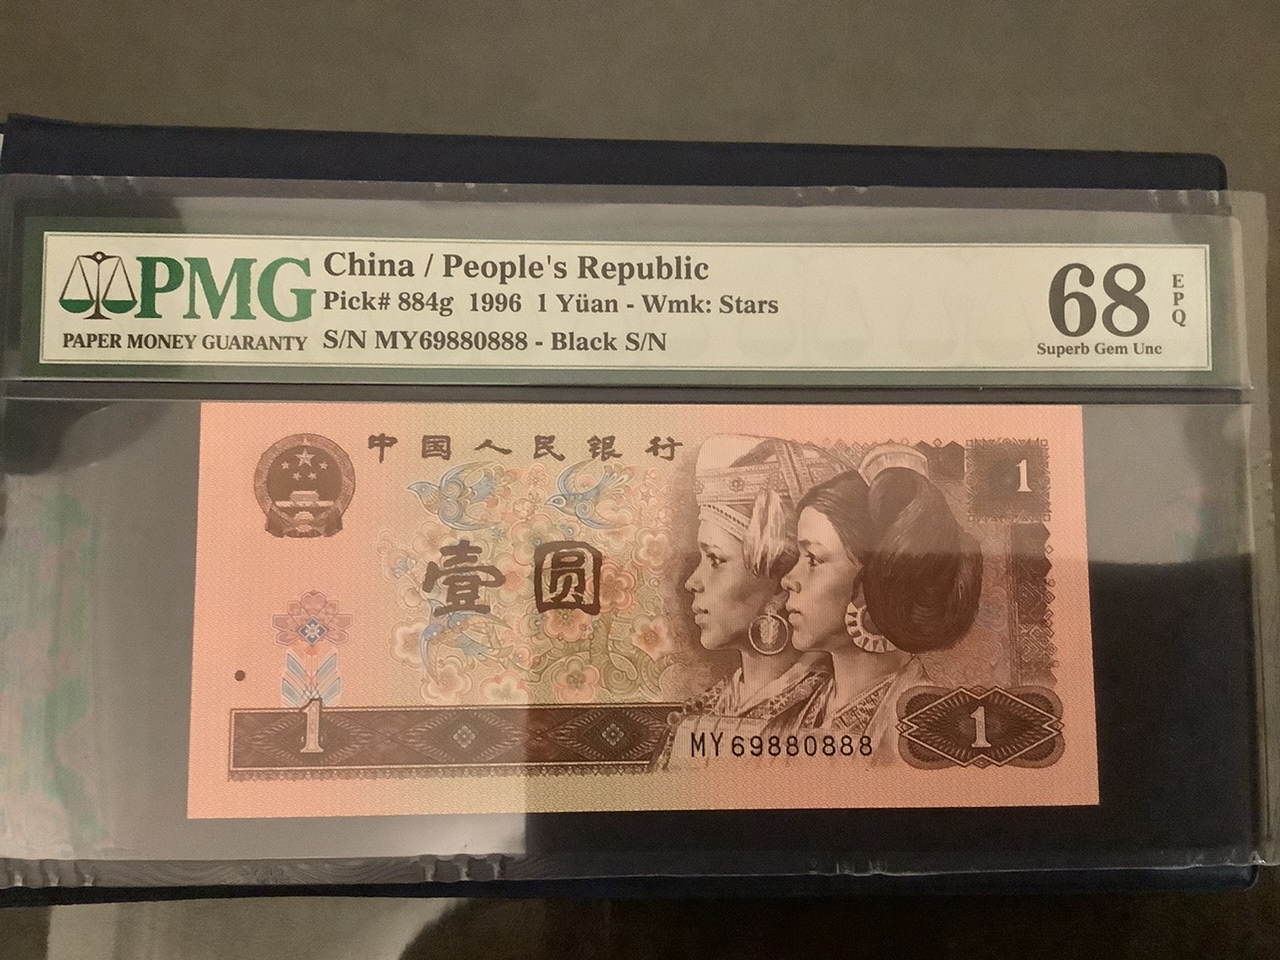 PMG
PAPER MONEY GUARANTY
China / People's Republic
Pick# 884g 1996 1 Yüan - Wmk: Stars
S/N MY69880888 - Black S/N
68
EPQ
Superb Gem Unc
中国人民银行
1
壹圆
1
MY69880888
1